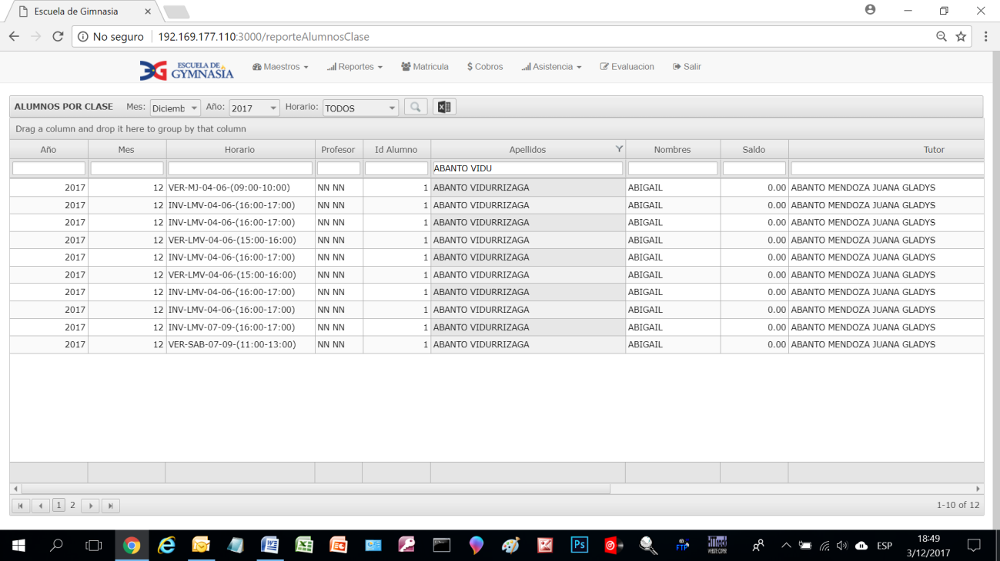 Escuela de Gimnasia
No seguro 192.169.177.110:3000/reporteAlumnosClase
ESCUELA DE GYMNASIA Maestros Reportes Matricula $ Cobros Asistencia Evaluacion Salir
ALUMNOS POR CLASE Mes: Diciemb Año: 2017 Horario: TODOS
Drag a column and drop it here to group by that column
Año Mes Horario Profesor Id Alumno Apellidos Nombres Saldo Tutor
ABANTO VIDU
2017 12 VER-MJ-04-06-(09:00-10:00) NN NN 1 ABANTO VIDURRIZAGA ABIGAIL 0.00 ABANTO MENDOZA JUANA GLADYS
2017 12 INV-LMV-04-06-(16:00-17:00) NN NN 1 ABANTO VIDURRIZAGA ABIGAIL 0.00 ABANTO MENDOZA JUANA GLADYS
2017 12 INV-LMV-04-06-(16:00-17:00) NN NN 1 ABANTO VIDURRIZAGA ABIGAIL 0.00 ABANTO MENDOZA JUANA GLADYS
2017 12 VER-LMV-04-06-(15:00-16:00) NN NN 1 ABANTO VIDURRIZAGA ABIGAIL 0.00 ABANTO MENDOZA JUANA GLADYS
2017 12 INV-LMV-04-06-(16:00-17:00) NN NN 1 ABANTO VIDURRIZAGA ABIGAIL 0.00 ABANTO MENDOZA JUANA GLADYS
2017 12 VER-LMV-04-06-(15:00-16:00) NN NN 1 ABANTO VIDURRIZAGA ABIGAIL 0.00 ABANTO MENDOZA JUANA GLADYS
2017 12 INV-LMV-04-06-(16:00-17:00) NN NN 1 ABANTO VIDURRIZAGA ABIGAIL 0.00 ABANTO MENDOZA JUANA GLADYS
2017 12 INV-LMV-04-06-(16:00-17:00) NN NN 1 ABANTO VIDURRIZAGA ABIGAIL 0.00 ABANTO MENDOZA JUANA GLADYS
2017 12 INV-LMV-07-09-(16:00-17:00) NN NN 1 ABANTO VIDURRIZAGA ABIGAIL 0.00 ABANTO MENDOZA JUANA GLADYS
2017 12 VER-SAB-07-09-(11:00-13:00) NN NN 1 ABANTO VIDURRIZAGA ABIGAIL 0.00 ABANTO MENDOZA JUANA GLADYS
1 2 1-10 of 12
Ps FTP ESP 18:49
3/12/2017